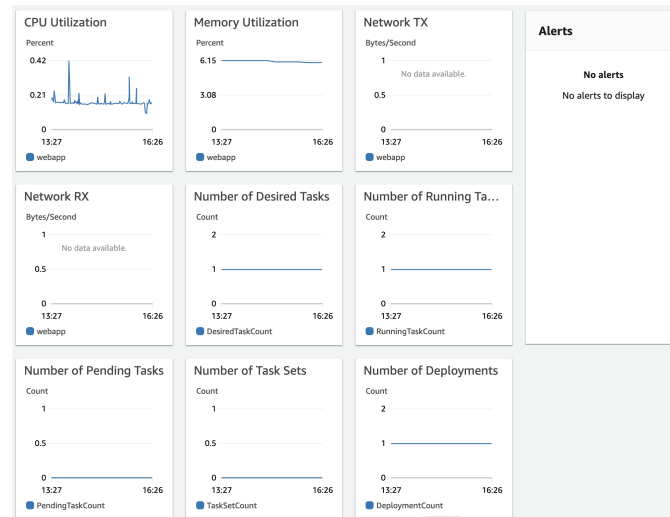 CPU Utilization
Percent
0.42
0.21
0
13:27 16:26
webapp
Memory Utilization
Percent
6.15
3.08
0
13:27 16:26
webapp
Network TX
Bytes/Second
1
No data available.
0.5
0
13:27 16:26
webapp
Alerts
No alerts
No alerts to display
Network RX
Bytes/Second
1
No data available.
0.5
0
13:27 16:26
webapp
Number of Desired Tasks
Count
2
1
0
13:27 16:26
DesiredTaskCount
Number of Running Ta...
Count
2
1
0
13:27 16:26
RunningTaskCount
Number of Pending Tasks
Count
1
0.5
0
13:27 16:26
PendingTaskCount
Number of Task Sets
Count
1
0.5
0
13:27 16:26
TaskSetCount
Number of Deployments
Count
2
1
0
13:27 16:26
DeploymentCount